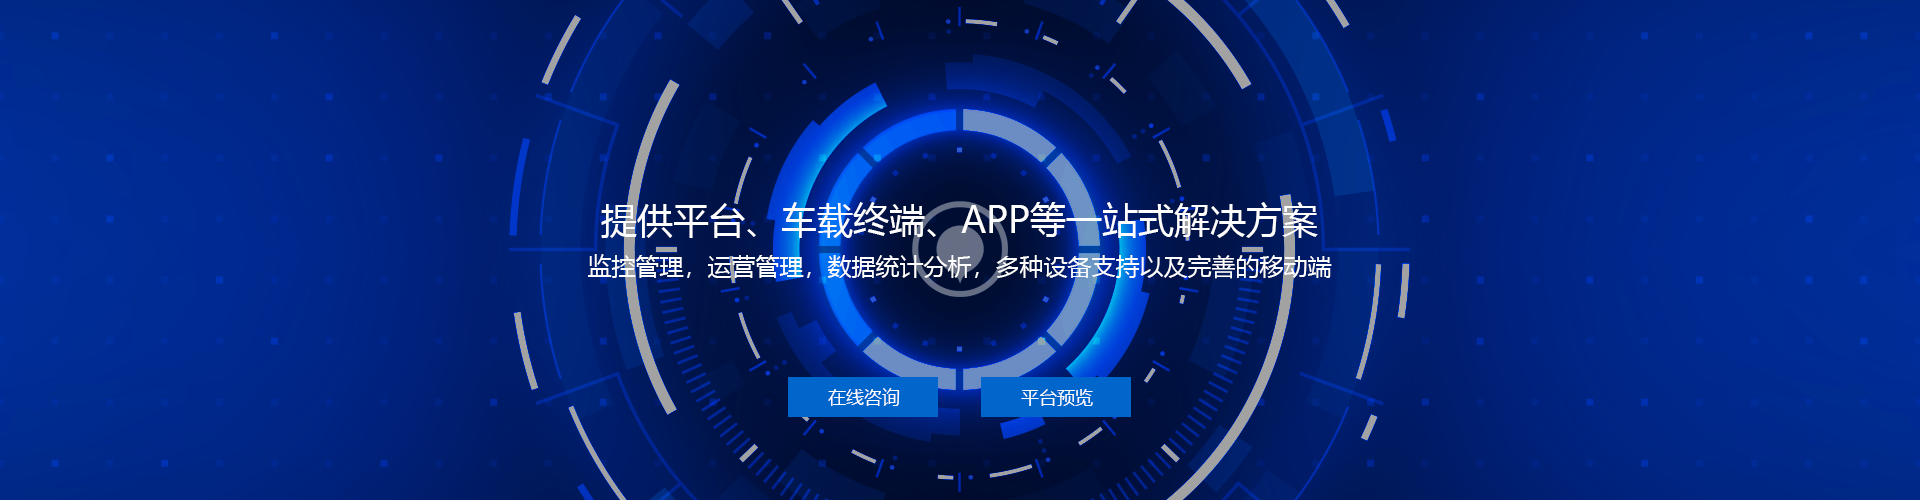 提供平台、车载终端、APP等一站式解决方案
监控管理，运营管理，数据统计分析，多种设备支持以及完善的移动端
在线咨询
平台预览